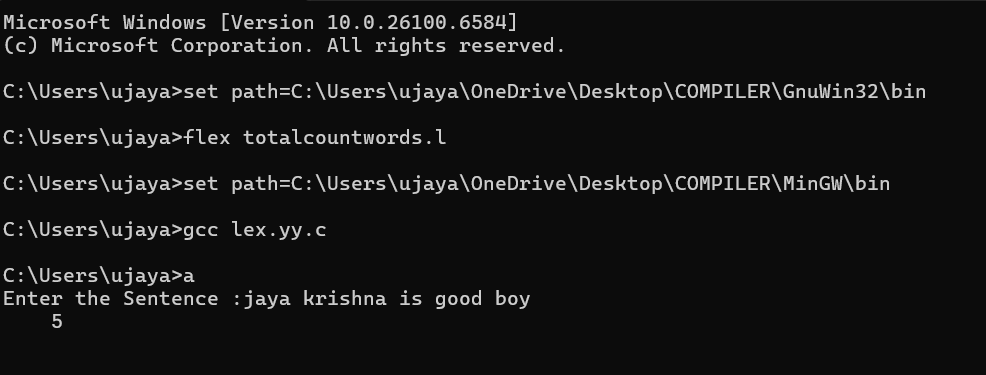 Microsoft Windows [Version 10.0.26100.6584]
(c) Microsoft Corporation. All rights reserved.
C:\Users\ujaya>set path=C:\Users\ujaya\OneDrive\Desktop\COMPILER\GnuWin32\bin
C:\Users\ujaya>flex totalcountwords.l
C:\Users\ujaya>set path=C:\Users\ujaya\OneDrive\Desktop\COMPILER\MinGW\bin
C:\Users\ujaya>gcc lex.yy.c
C:\Users\ujaya>a
Enter the Sentence :jaya krishna is good boy
    5